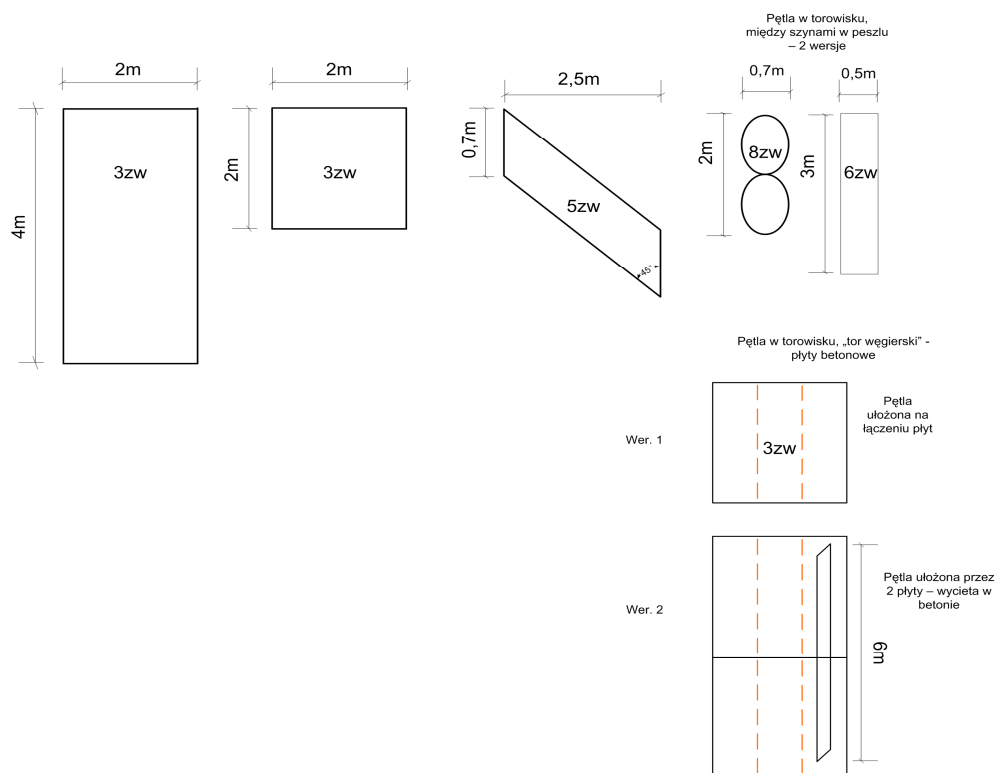 Pętla w torowisku,
między szynami w peszlu
– 2 wersje
2m
2m
2,5m
0,7m
0,5m
4m
3zw
2m
3zw
0,7m
5zw
45°
2m
8zw
3m
6zw
Pętla w torowisku, „tor węgierski” -
płyty betonowe
Wer. 1
3zw
Pętla
ułożona na
łączeniu płyt
Wer. 2
6m
Pętla ułożona przez
2 płyty – wycieta w
betonie